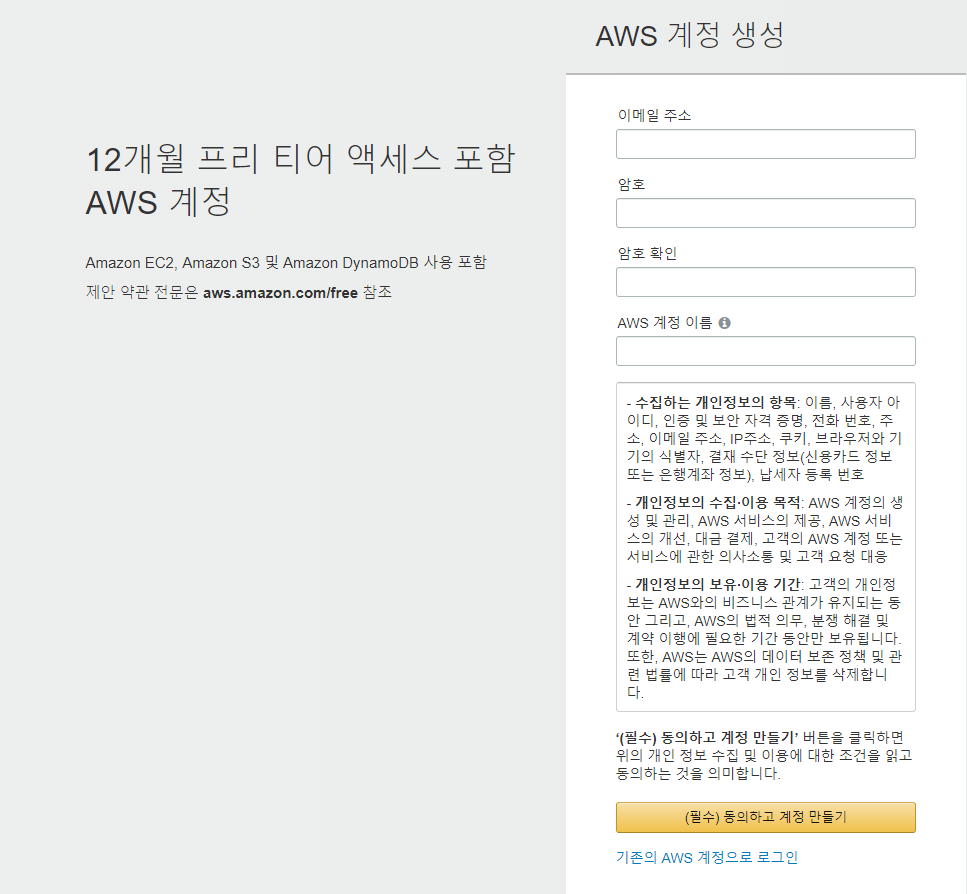 AWS 계정 생성
12개월 프리 티어 액세스 포함
AWS 계정
Amazon EC2, Amazon S3 및 Amazon DynamoDB 사용 포함
제안 약관 전문은 aws.amazon.com/free 참조
이메일 주소
암호
암호 확인
AWS 계정 이름
- 수집하는 개인정보의 항목: 이름, 사용자 아
이디, 인증 및 보안 자격 증명, 전화 번호, 주
소, 이메일 주소, IP주소, 쿠키, 브라우저와 기
기의 식별자, 결재 수단 정보(신용카드 정보
또는 은행계좌 정보), 납세자 등록 번호
- 개인정보의 수집·이용 목적: AWS 계정의 생
성 및 관리, AWS 서비스의 제공, AWS 서비
스의 개선, 대금 결제, 고객의 AWS 계정 또는
서비스에 관한 의사소통 및 고객 요청 대응
- 개인정보의 보유·이용 기간: 고객의 개인정
보는 AWS와의 비즈니스 관계가 유지되는 동
안 그리고, AWS의 법적 의무, 분쟁 해결 및
계약 이행에 필요한 기간 동안만 보유됩니다.
또한, AWS는 AWS의 데이터 보존 정책 및 관
련 법률에 따라 고객 개인 정보를 삭제합니
다.
‘(필수) 동의하고 계정 만들기’ 버튼을 클릭하면
위의 개인 정보 수집 및 이용에 대한 조건을 읽고
동의하는 것을 의미합니다.
(필수) 동의하고 계정 만들기
기존의 AWS 계정으로 로그인